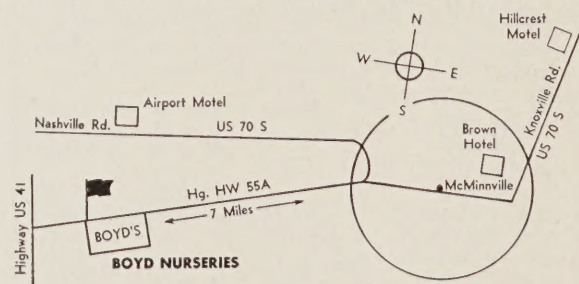 Hillcrest
Motel
Knoxville Rd.
US 70 S
N
W
E
S
Airport Motel
Nashville Rd.
US 70 S
Brown
Hotel
McMinnville
Highway US 41
Hg. HW 55A
7 Miles
BOYD'S
BOYD NURSERIES